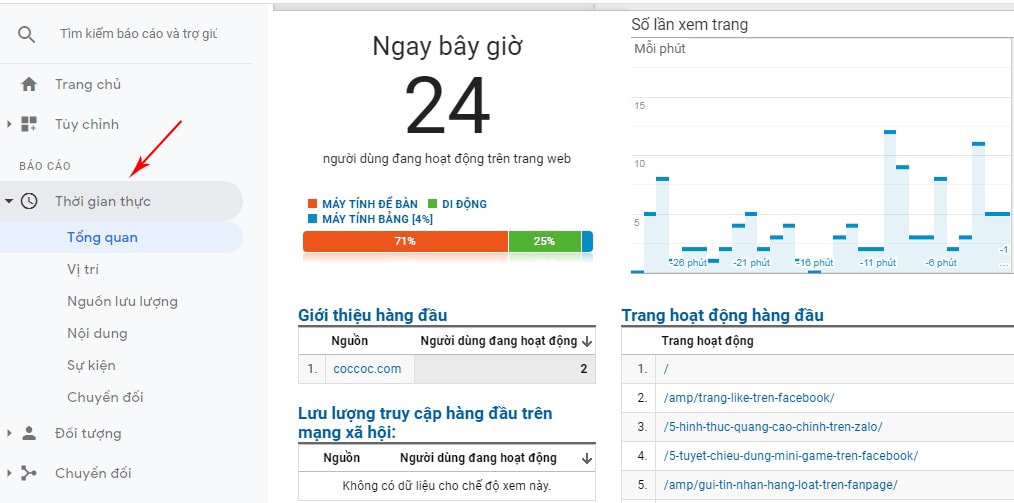 Tìm kiếm báo cáo và trợ giú
Trang chủ
Tùy chỉnh
BÁO CÁO
Thời gian thực
Tổng quan
Vị trí
Nguồn lưu lượng
Nội dung
Sự kiện
Chuyển đổi
Đối tượng
Chuyển đổi
Ngay bây giờ
24
người dùng đang hoạt động trên trang web
MÁY TÍNH ĐỂ BÀN DI ĐỘNG
MÁY TÍNH BẢNG [4%]
71% 25%
Số lần xem trang
Mỗi phút
15
10
5
-26 phút -21 phút -16 phút -11 phút -6 phút -1
...
Giới thiệu hàng đầu
Nguồn Người dùng đang hoạt động
1. coccoc.com 2
Lưu lượng truy cập hàng đầu trên
mạng xã hội:
Nguồn Người dùng đang hoạt động
Không có dữ liệu cho chế độ xem này.
Trang hoạt động hàng đầu
Trang hoạt động
1. /
2. /amp/trang-like-tren-facebook/
3. /5-hinh-thuc-quang-cao-chinh-tren-zalo/
4. /5-tuyet-chieu-dung-mini-game-tren-facebook/
5. /amp/gui-tin-nhan-hang-loat-tren-fanpage/